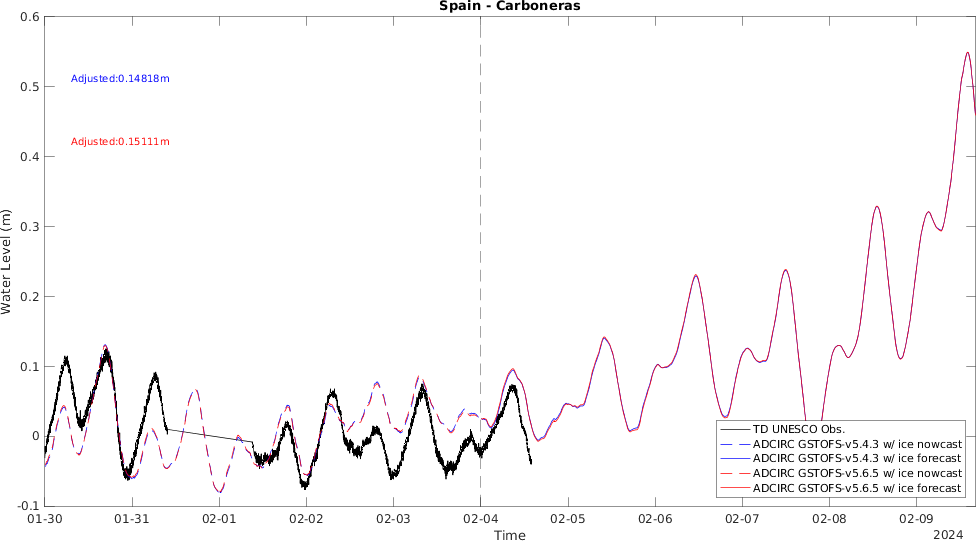 Spain - Carboneras
0.6
0.5
0.4
0.3
0.2
0.1
0
-0.1
Water Level (m)
Adjusted:0.14818m
Adjusted:0.15111m
TD UNESCO Obs.
ADCIRC GSTOFS-v5.4.3 w/ ice nowcast
ADCIRC GSTOFS-v5.4.3 w/ ice forecast
ADCIRC GSTOFS-v5.6.5 w/ ice nowcast
ADCIRC GSTOFS-v5.6.5 w/ ice forecast
01-30 01-31 02-01 02-02 02-03 02-04 02-05 02-06 02-07 02-08 02-09
Time
2024